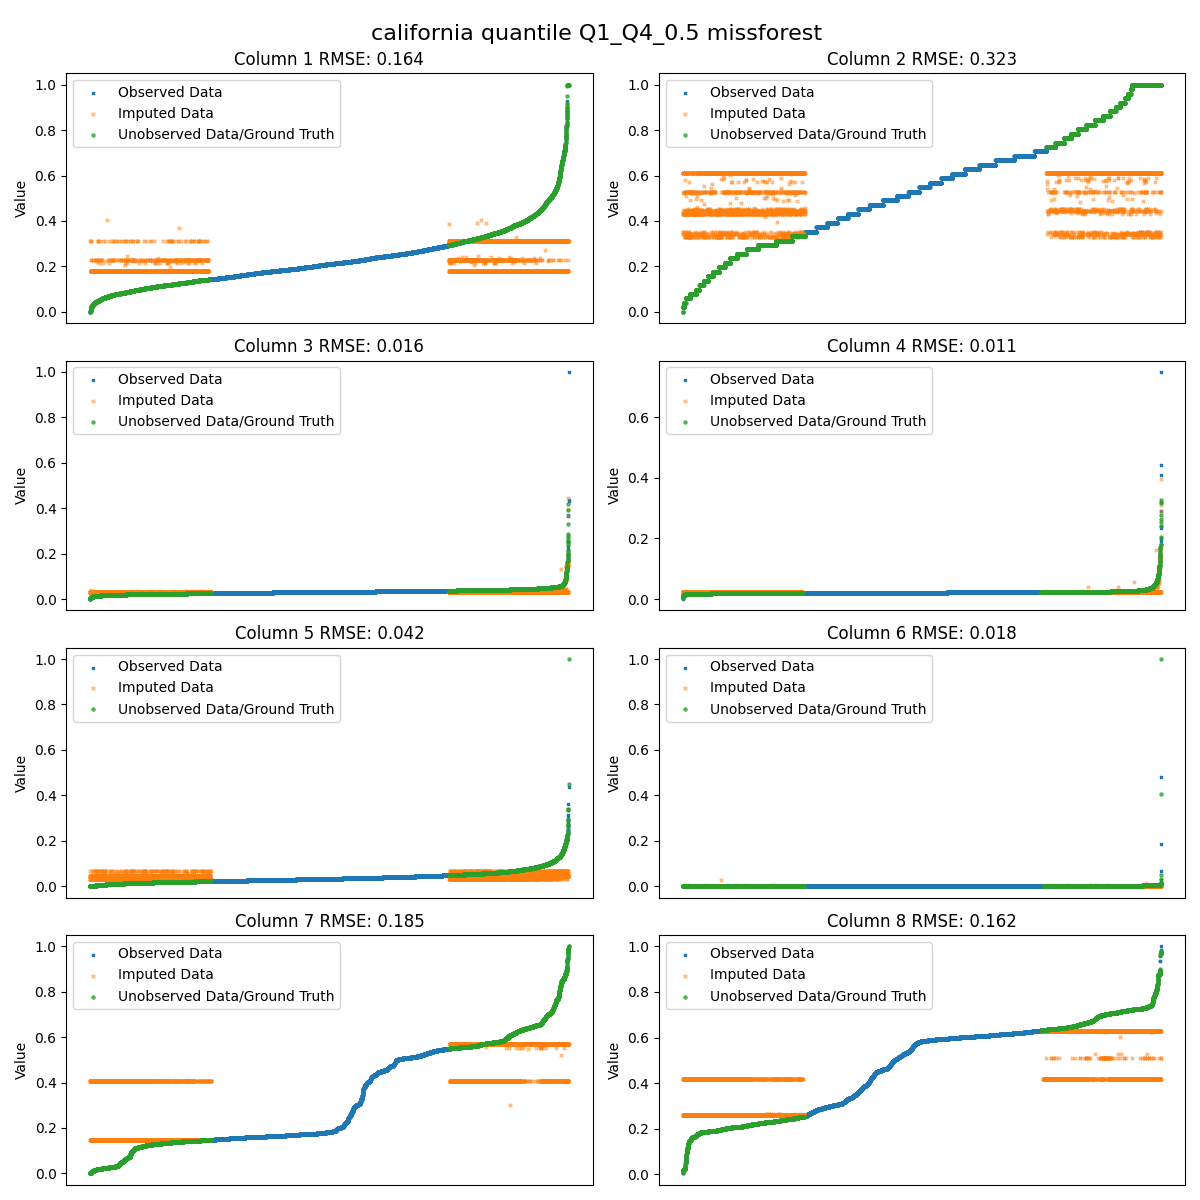 california quantile Q1_Q4_0.5 missforest
Column 1 RMSE: 0.164
Value
1.0
0.8
0.6
0.4
0.2
0.0
Observed Data
Imputed Data
Unobserved Data/Ground Truth
Column 2 RMSE: 0.323
Value
1.0
0.8
0.6
0.4
0.2
0.0
Observed Data
Imputed Data
Unobserved Data/Ground Truth
Column 3 RMSE: 0.016
Value
1.0
0.8
0.6
0.4
0.2
0.0
Observed Data
Imputed Data
Unobserved Data/Ground Truth
Column 4 RMSE: 0.011
Value
0.6
0.4
0.2
0.0
Observed Data
Imputed Data
Unobserved Data/Ground Truth
Column 5 RMSE: 0.042
Value
1.0
0.8
0.6
0.4
0.2
0.0
Observed Data
Imputed Data
Unobserved Data/Ground Truth
Column 6 RMSE: 0.018
Value
1.0
0.8
0.6
0.4
0.2
0.0
Observed Data
Imputed Data
Unobserved Data/Ground Truth
Column 7 RMSE: 0.185
Value
1.0
0.8
0.6
0.4
0.2
0.0
Observed Data
Imputed Data
Unobserved Data/Ground Truth
Column 8 RMSE: 0.162
Value
1.0
0.8
0.6
0.4
0.2
0.0
Observed Data
Imputed Data
Unobserved Data/Ground Truth